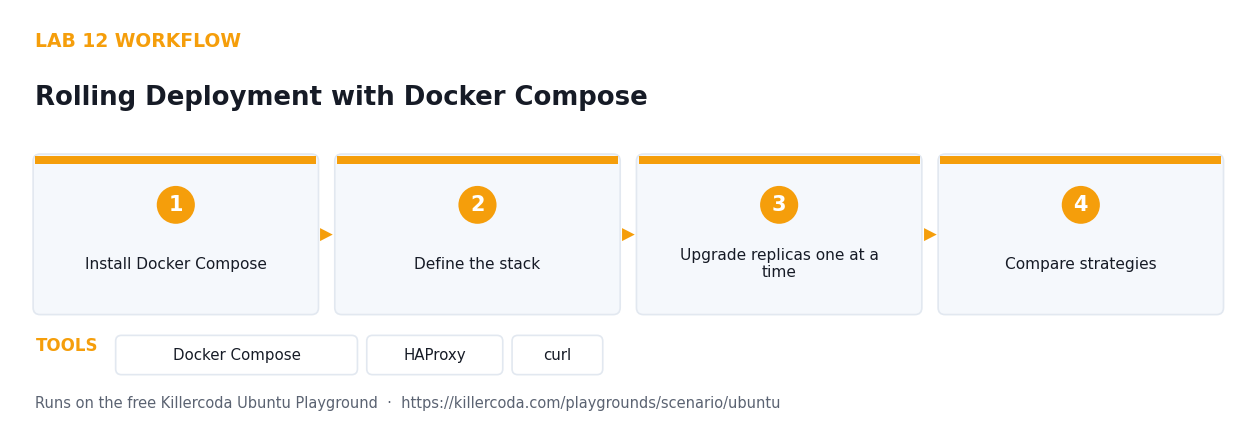 LAB 12 WORKFLOW
Rolling Deployment with Docker Compose
1
Install Docker Compose
2
Define the stack
3
Upgrade replicas one at a
time
4
Compare strategies
TOOLS
Docker Compose
HAProxy
curl
Runs on the free Killercoda Ubuntu Playground · https://killercoda.com/playgrounds/scenario/ubuntu